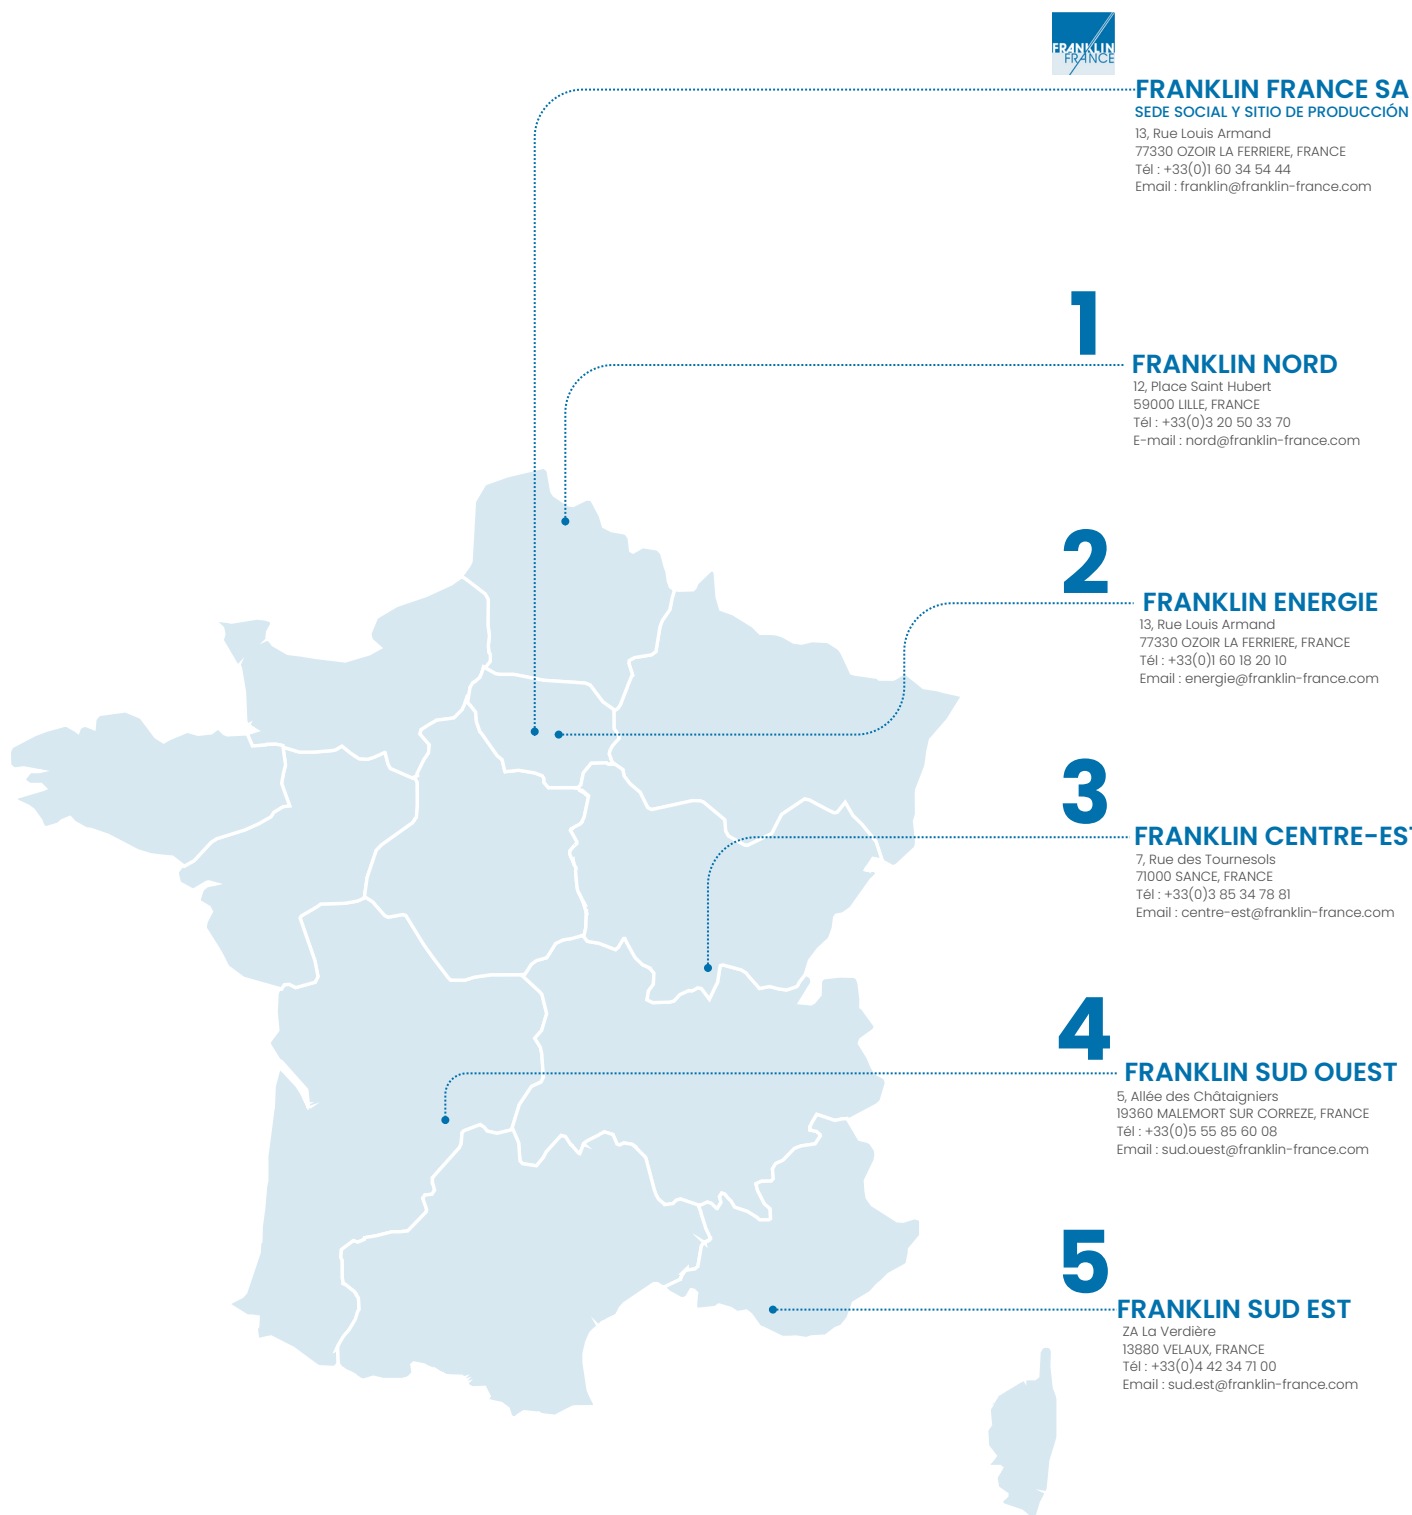 FRANKLIN
FRANCE
FRANKLIN FRANCE SA
SEDE SOCIAL Y SITIO DE PRODUCCIÓN
13, Rue Louis Armand
77330 OZOIR LA FERRIERE, FRANCE
Tél : +33(0)1 60 34 54 44
Email : franklin@franklin-france.com
1
FRANKLIN NORD
12, Place Saint Hubert
59000 LILLE, FRANCE
Tél : +33(0)3 20 50 33 70
E-mail : nord@franklin-france.com
2
FRANKLIN ENERGIE
13, Rue Louis Armand
77330 OZOIR LA FERRIERE, FRANCE
Tél : +33(0)1 60 18 20 10
Email : energie@franklin-france.com
3
FRANKLIN CENTRE-EST
7, Rue des Tournesols
71000 SANCE, FRANCE
Tél : +33(0)3 85 34 78 81
Email : centre-est@franklin-france.com
4
FRANKLIN SUD OUEST
5, Allée des Châtaigniers
19360 MALEMORT SUR CORREZE, FRANCE
Tél : +33(0)5 55 85 60 08
Email : sud.ouest@franklin-france.com
5
FRANKLIN SUD EST
ZA La Verdière
13880 VELAUX, FRANCE
Tél : +33(0)4 42 34 71 00
Email : sud.est@franklin-france.com